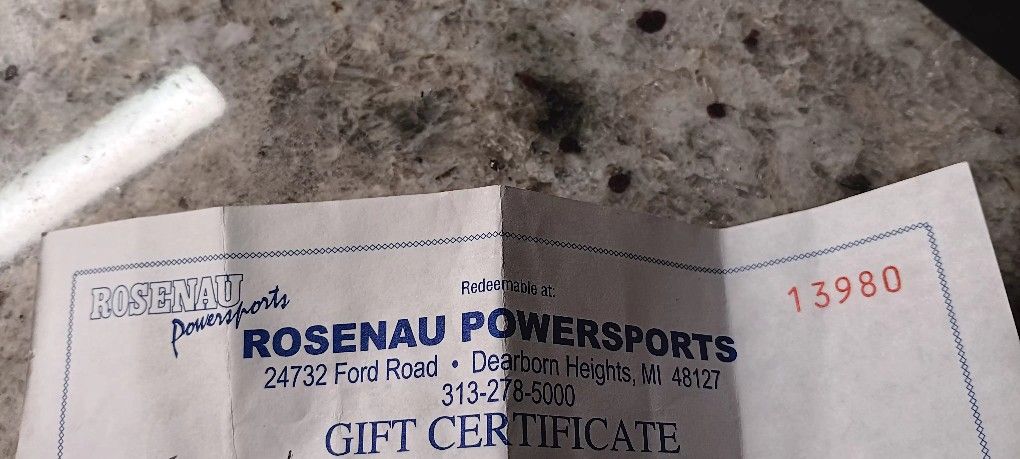 ROSENAU
Powersports
Redeemable at:
13980
ROSENAU POWERSPORTS
24732 Ford Road • Dearborn Heights, MI 48127
313-278-5000
GIFT CERTIFICATE